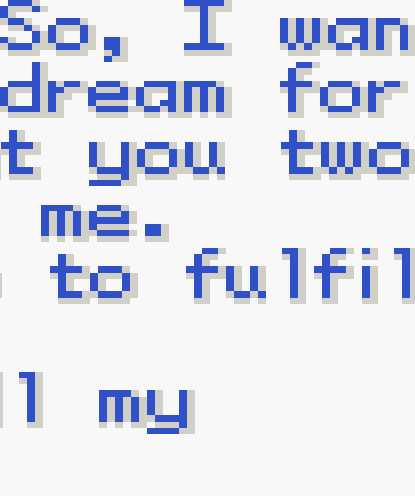 So, I wan
dream for
t you two
me.
to fulfil
l my